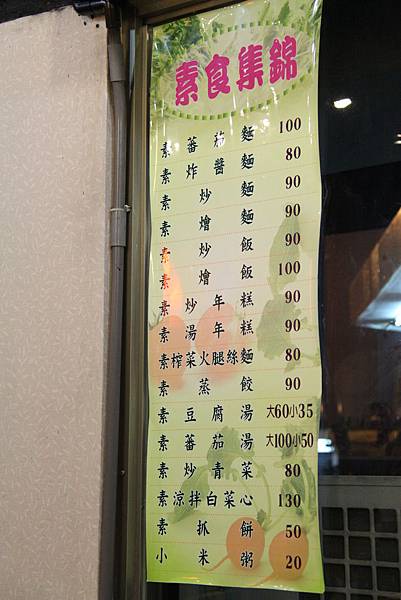 素食集錦
素蕃茄麵 100
素炸醬麵 80
素炒麵 90
素燴麵 90
素炒飯 90
素燴飯 100
素炒年糕 90
素湯年糕 90
素榨菜火腿絲麵 80
素蒸餃 90
素豆腐湯 大60小35
素蕃茄湯 大100小50
素炒青菜 80
素涼拌白菜心 130
素抓餅 50
小米粥 20